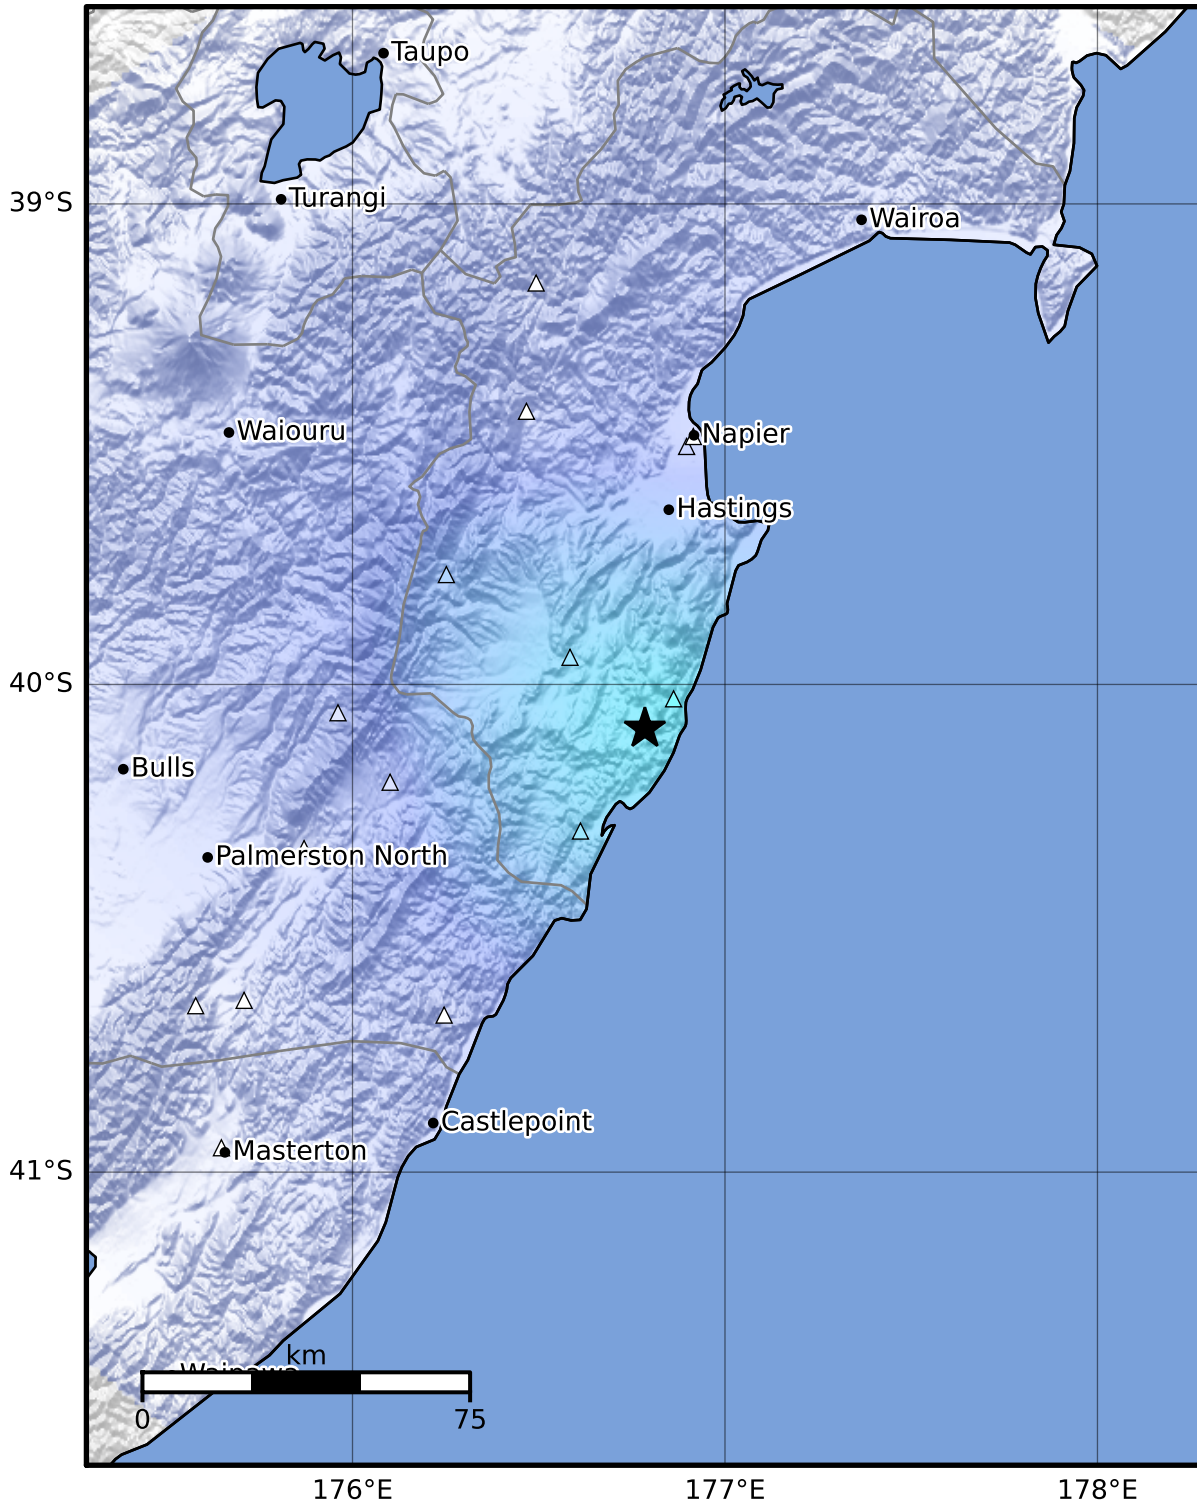 Taupo
Turangi
39°S
Wairoa
Waiouru
Napier
Hastings
40°S
Bulls
Palmerston North
Castlepoint
Masterton
41°S
km
0
75
176°E
177°E
178°E